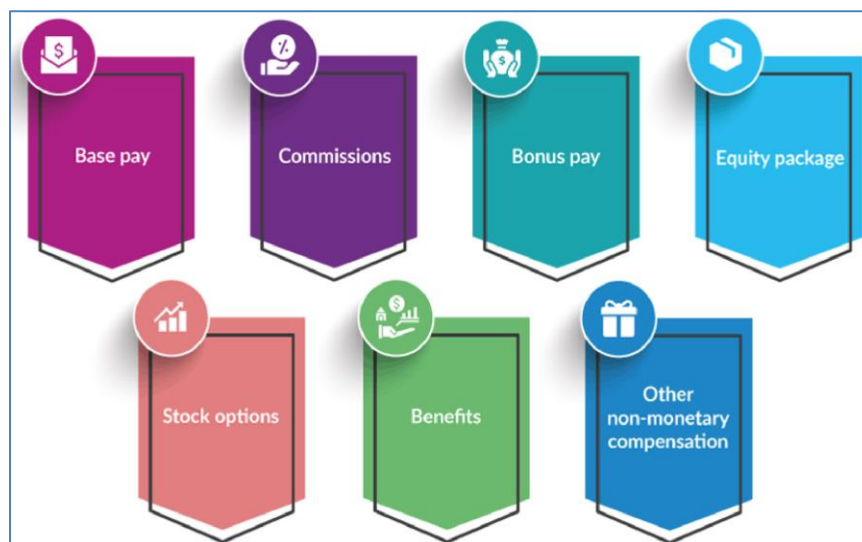 $
Base pay
%
Commissions
$
Bonus pay
Equity package
Stock options
$
Benefits
Other
non-monetary
compensation